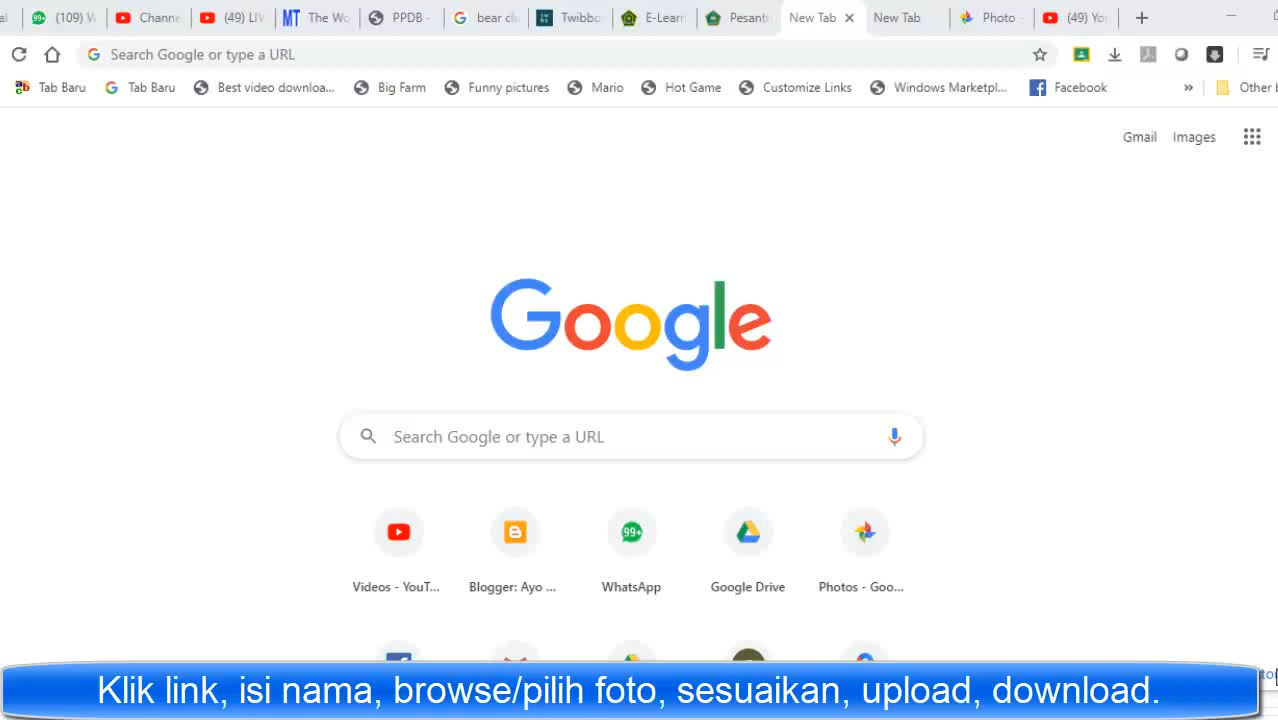 (109) W
Channe
(49) LIV
The Wo
PPDB -
bear cli
Twibbo
E-Learn
Pesantr
New Tab
New Tab
Photo -
(49) Yo
Search Google or type a URL
Tab Baru
Tab Baru
Best video downloa...
Big Farm
Funny pictures
Mario
Hot Game
Customize Links
Windows Marketpl...
Facebook
»
Other b
Gmail
Images
Google
Search Google or type a URL
99+
Videos - YouT...
Blogger: Ayo ...
WhatsApp
Google Drive
Photos - Goo...
Klik link, isi nama, browse/pilih foto, sesuaikan, upload, download.